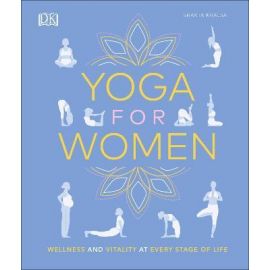 DK
SHAKTA KHALSA
YOGA
FOR
WOMEN
WELLNESS AND VITALITY AT EVERY STAGE OF LIFE